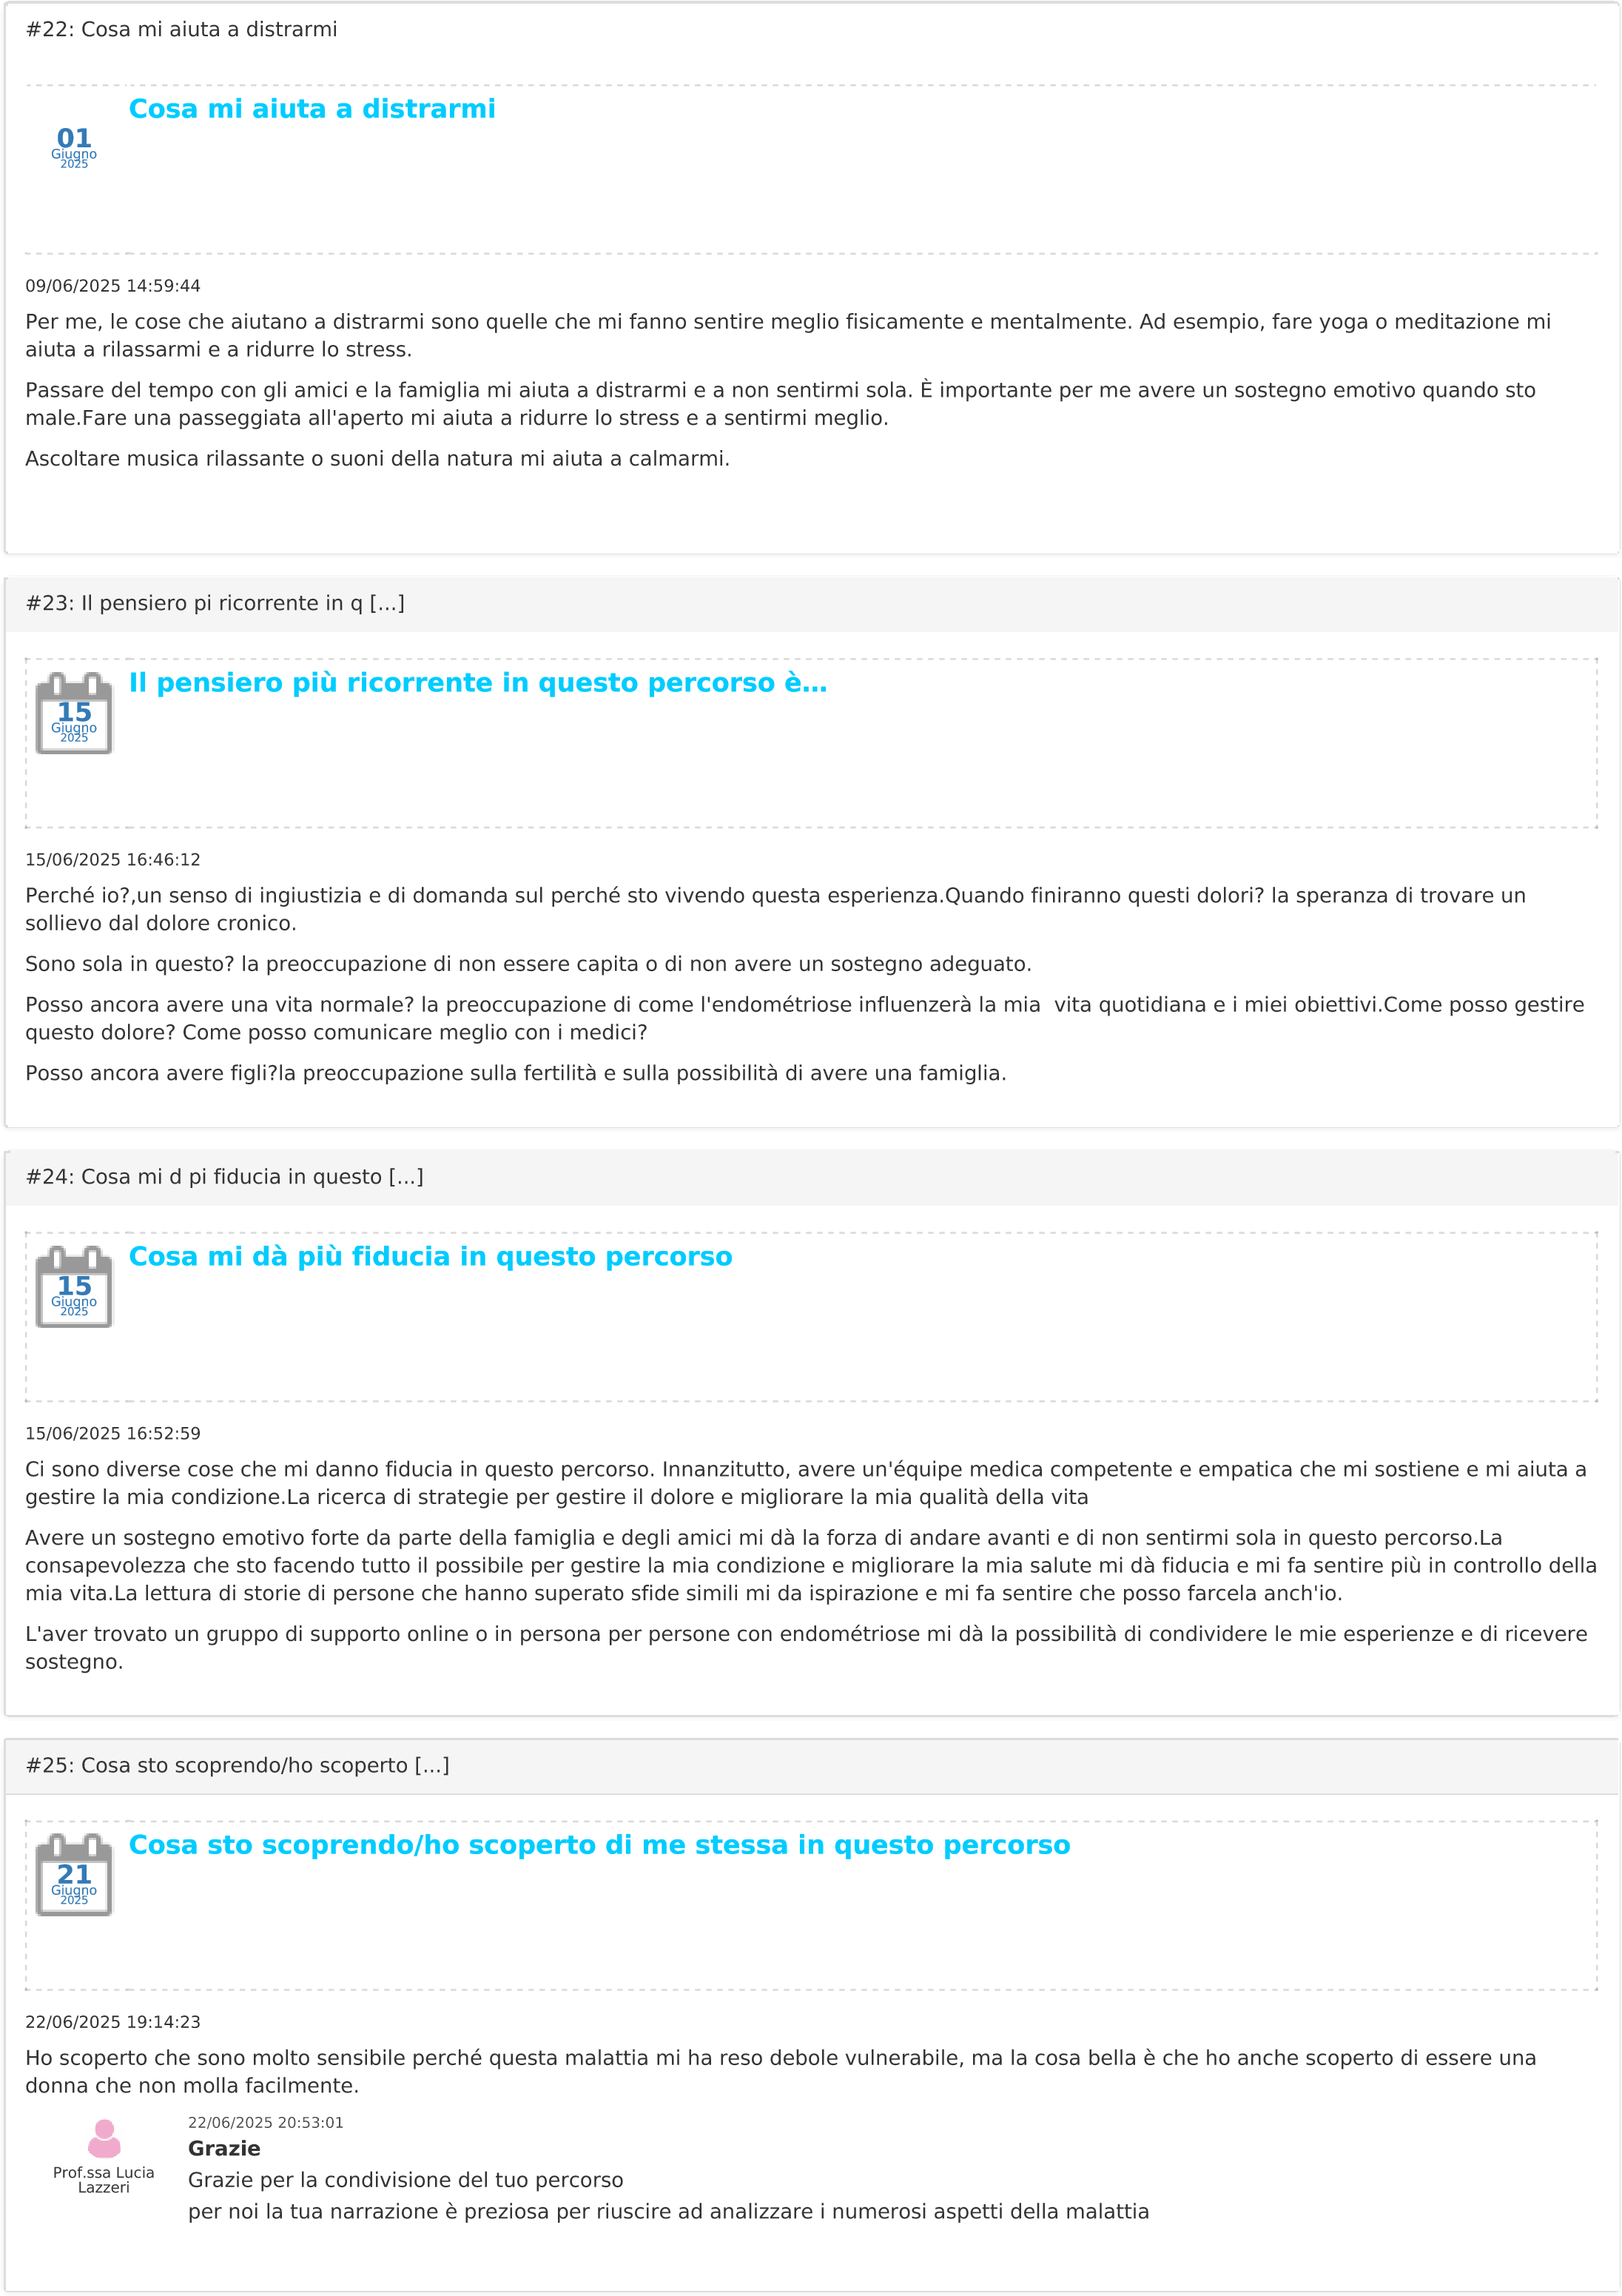 #22: Cosa mi aiuta a distrarmi
Cosa mi aiuta a distrarmi
01
Giugno
2025
09/06/2025 14:59:44
Per me, le cose che aiutano a distrarmi sono quelle che mi fanno sentire meglio fisicamente e mentalmente. Ad esempio, fare yoga o meditazione mi
aiuta a rilassarmi e a ridurre lo stress.
Passare del tempo con gli amici e la famiglia mi aiuta a distrarmi e a non sentirmi sola. È importante per me avere un sostegno emotivo quando sto
male.Fare una passeggiata all'aperto mi aiuta a ridurre lo stress e a sentirmi meglio.
Ascoltare musica rilassante o suoni della natura mi aiuta a calmarmi.
#23: Il pensiero pi ricorrente in q [...]
Il pensiero più ricorrente in questo percorso è...
15
Giugno
2025
15/06/2025 16:46:12
Perché io?,un senso di ingiustizia e di domanda sul perché sto vivendo questa esperienza.Quando finiranno questi dolori? la speranza di trovare un
sollievo dal dolore cronico.
Sono sola in questo? la preoccupazione di non essere capita o di non avere un sostegno adeguato.
Posso ancora avere una vita normale? la preoccupazione di come l'endométriose influenzerà la mia  vita quotidiana e i miei obiettivi.Come posso gestire
questo dolore? Come posso comunicare meglio con i medici?
Posso ancora avere figli?la preoccupazione sulla fertilità e sulla possibilità di avere una famiglia.
#24: Cosa mi d pi fiducia in questo [...]
Cosa mi dà più fiducia in questo percorso
15
Giugno
2025
15/06/2025 16:52:59
Ci sono diverse cose che mi danno fiducia in questo percorso. Innanzitutto, avere un'équipe medica competente e empatica che mi sostiene e mi aiuta a
gestire la mia condizione.La ricerca di strategie per gestire il dolore e migliorare la mia qualità della vita
Avere un sostegno emotivo forte da parte della famiglia e degli amici mi dà la forza di andare avanti e di non sentirmi sola in questo percorso.La
consapevolezza che sto facendo tutto il possibile per gestire la mia condizione e migliorare la mia salute mi dà fiducia e mi fa sentire più in controllo della
mia vita.La lettura di storie di persone che hanno superato sfide simili mi da ispirazione e mi fa sentire che posso farcela anch'io.
L'aver trovato un gruppo di supporto online o in persona per persone con endométriose mi dà la possibilità di condividere le mie esperienze e di ricevere
sostegno.
#25: Cosa sto scoprendo/ho scoperto [...]
Cosa sto scoprendo/ho scoperto di me stessa in questo percorso
21
Giugno
2025
22/06/2025 19:14:23
Ho scoperto che sono molto sensibile perché questa malattia mi ha reso debole vulnerabile, ma la cosa bella è che ho anche scoperto di essere una
donna che non molla facilmente.
22/06/2025 20:53:01
Grazie
Prof.ssa Lucia
Lazzeri
Grazie per la condivisione del tuo percorso
per noi la tua narrazione è preziosa per riuscire ad analizzare i numerosi aspetti della malattia